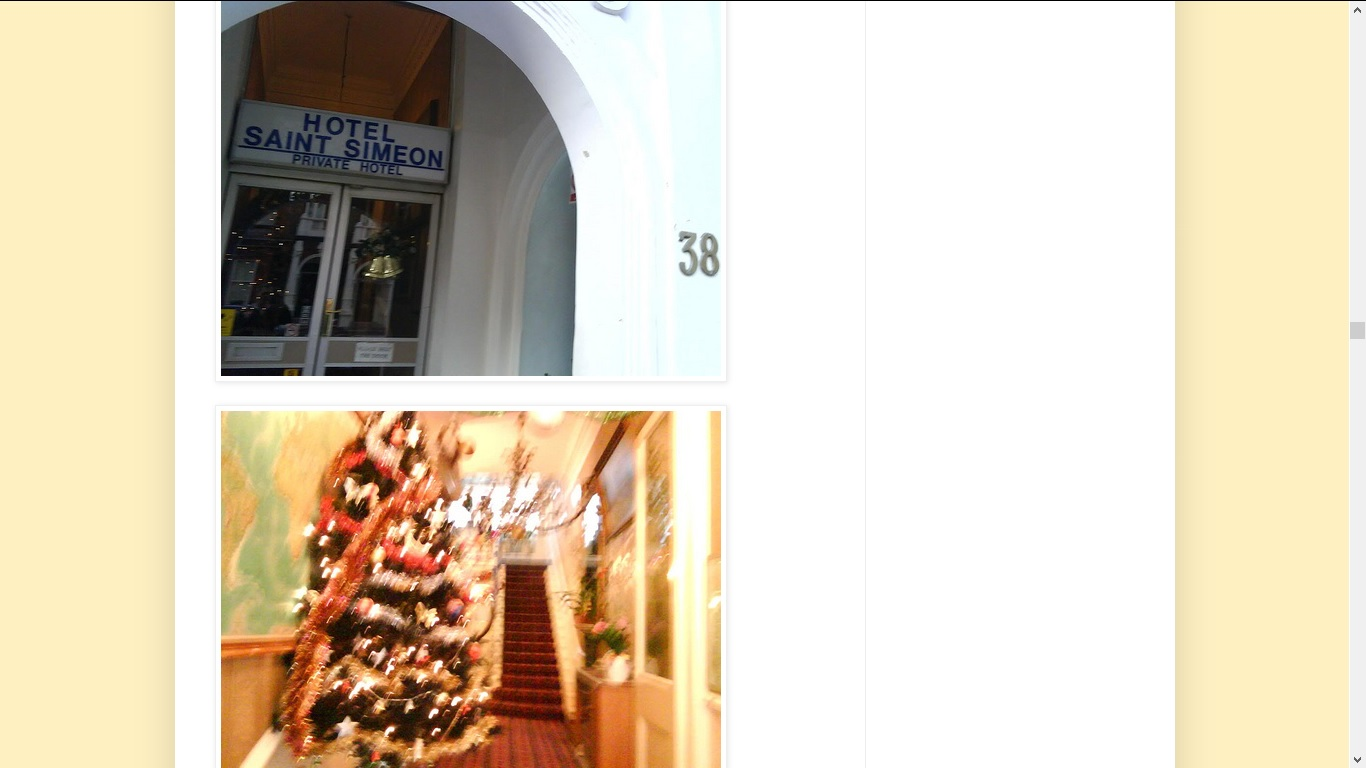 HOTEL
SAINT SIMEON
PRIVATE HOTEL
38